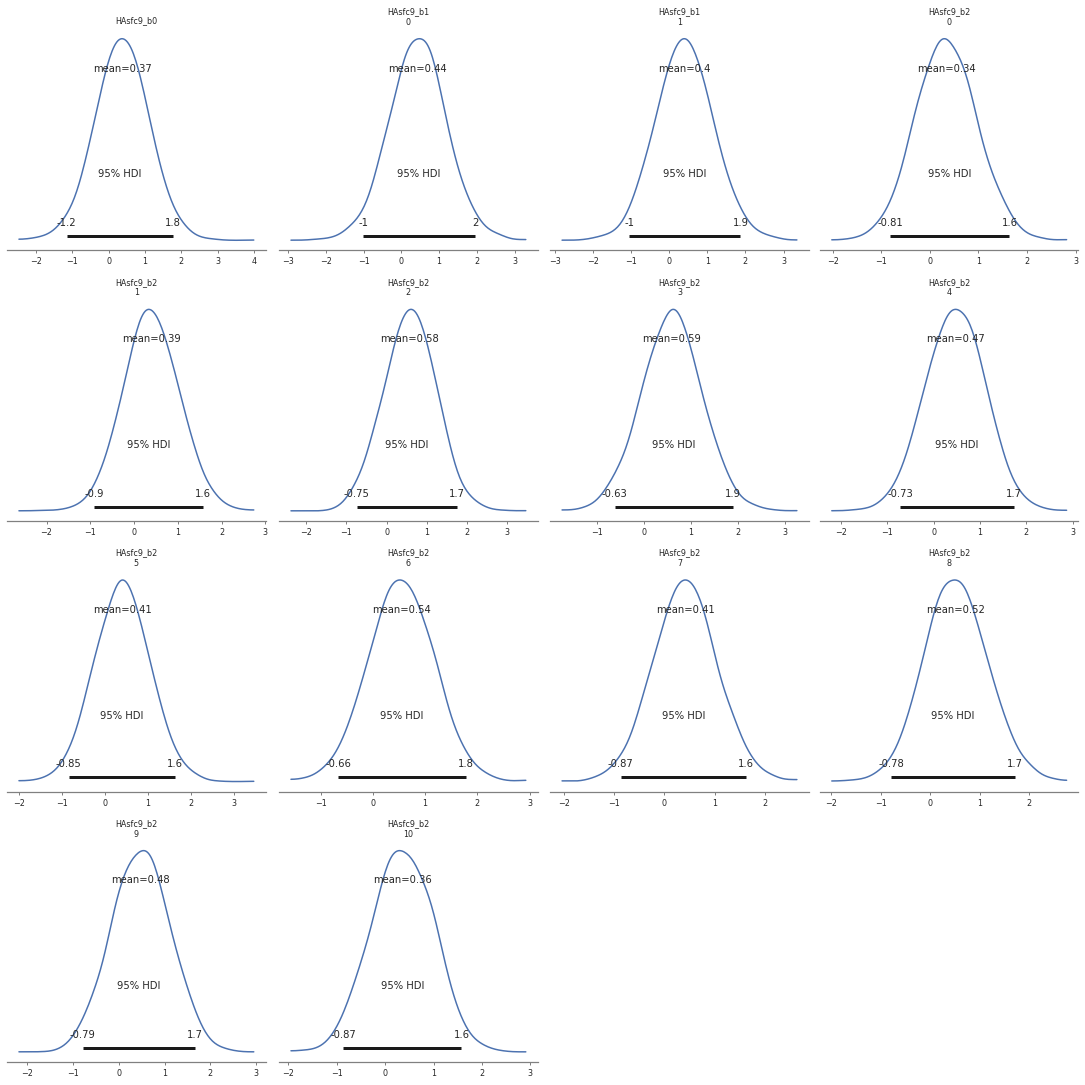 HAsfc9_b0
mean=0.37
95% HDI
-1.2 1.8
−2 −1 0 1 2 3 4
HAsfc9_b1
0
mean=0.44
95% HDI
-1 2
−3 −2 −1 0 1 2 3
HAsfc9_b1
1
mean=0.4
95% HDI
-1 1.9
−3 −2 −1 0 1 2 3
HAsfc9_b2
0
mean=0.34
95% HDI
-0.81 1.6
−2 −1 0 1 2 3
HAsfc9_b2
1
mean=0.39
95% HDI
-0.9 1.6
−2 −1 0 1 2 3
HAsfc9_b2
2
mean=0.58
95% HDI
-0.75 1.7
−2 −1 0 1 2 3
HAsfc9_b2
3
mean=0.59
95% HDI
-0.63 1.9
−1 0 1 2 3
HAsfc9_b2
4
mean=0.47
95% HDI
-0.73 1.7
−2 −1 0 1 2
HAsfc9_b2
5
mean=0.41
95% HDI
-0.85 1.6
−2 −1 0 1 2 3
HAsfc9_b2
6
mean=0.54
95% HDI
-0.66 1.8
−1 0 1 2 3
HAsfc9_b2
7
mean=0.41
95% HDI
-0.87 1.6
−2 −1 0 1 2
HAsfc9_b2
8
mean=0.52
95% HDI
-0.78 1.7
−2 −1 0 1 2
HAsfc9_b2
9
mean=0.48
95% HDI
-0.79 1.7
−2 −1 0 1 2 3
HAsfc9_b2
10
mean=0.36
95% HDI
-0.87 1.6
−2 −1 0 1 2 3